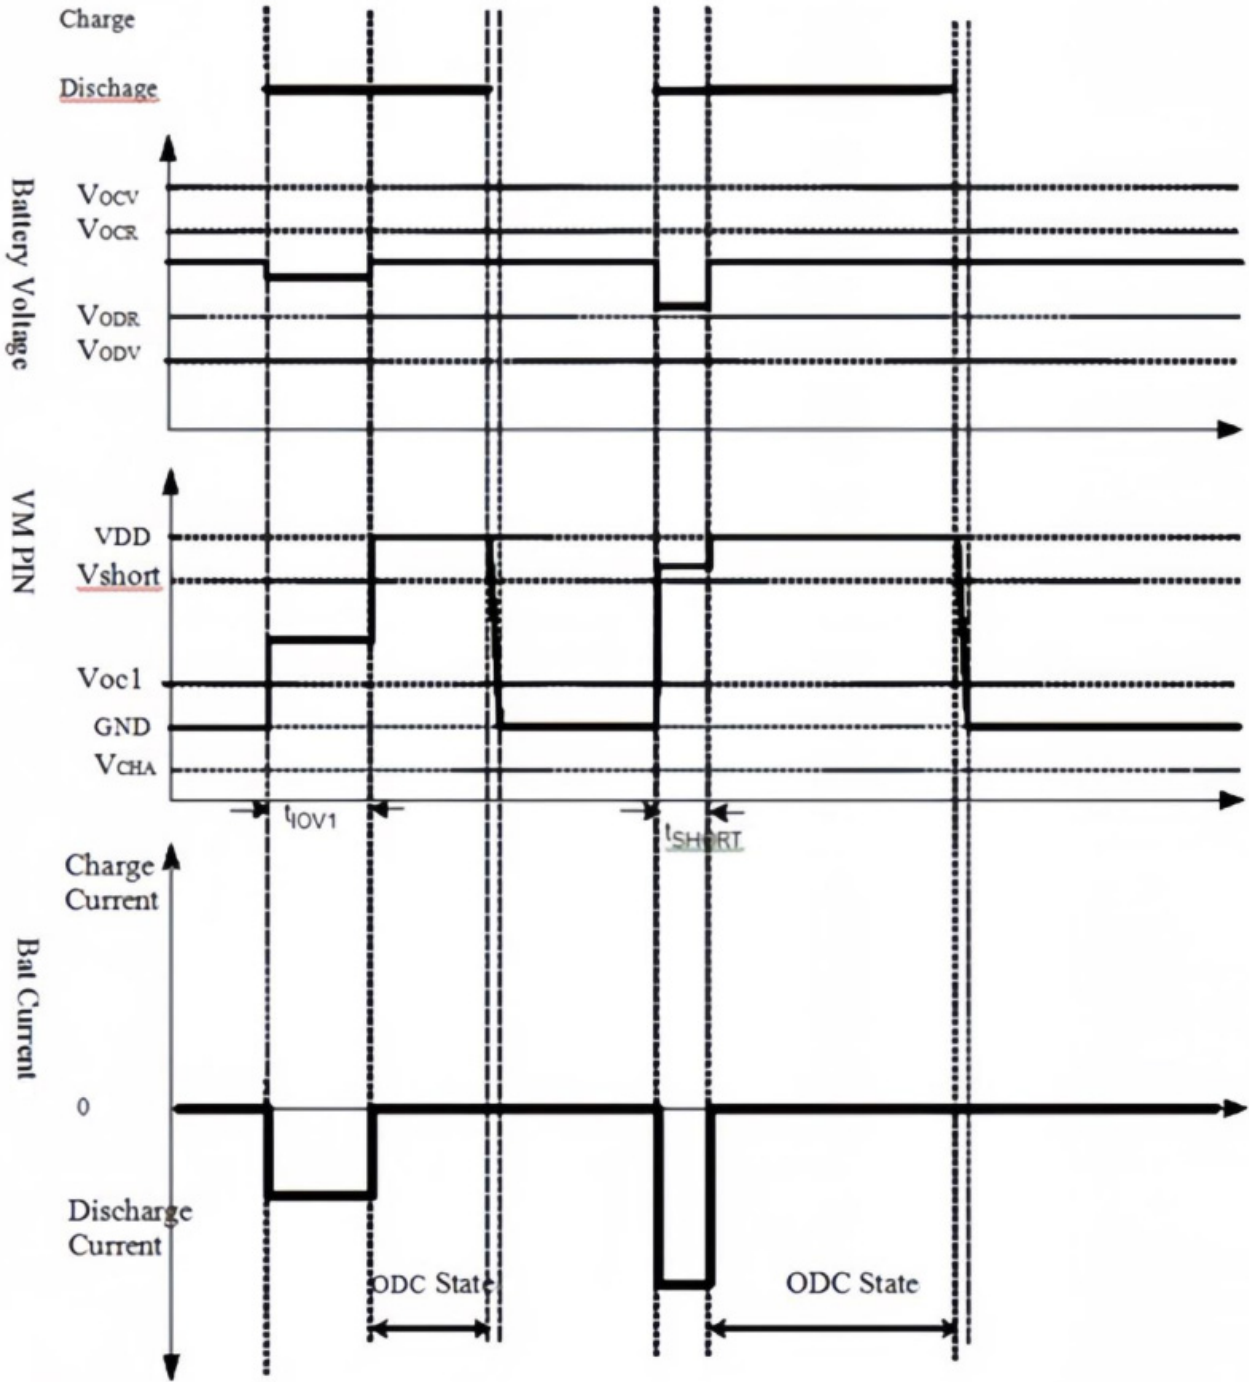 Charge
Dischage
Battery Voltage
VOCV
VOCR
VODR
VODV
VM PIN
VDD
Vshort
Voc1
GND
VCHA
tIOV1
tSHORT
Charge
Current
Bat Current
0
Discharge
Current
ODC State
ODC State